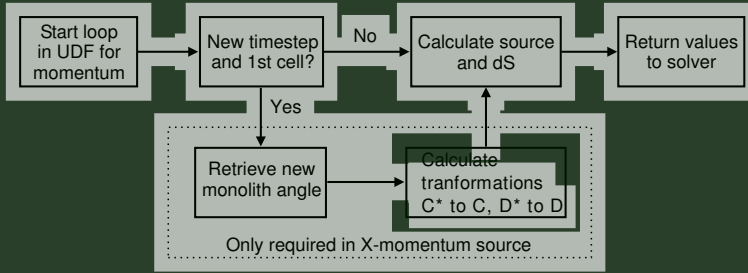 Start loop
in UDF for
momentum
New timestep
and 1st cell?
No
Calculate source
and dS
Return values
to solver
Yes
Retrieve new
monolith angle
Calculate
tranformations
C* to C, D* to D
Only required in X-momentum source